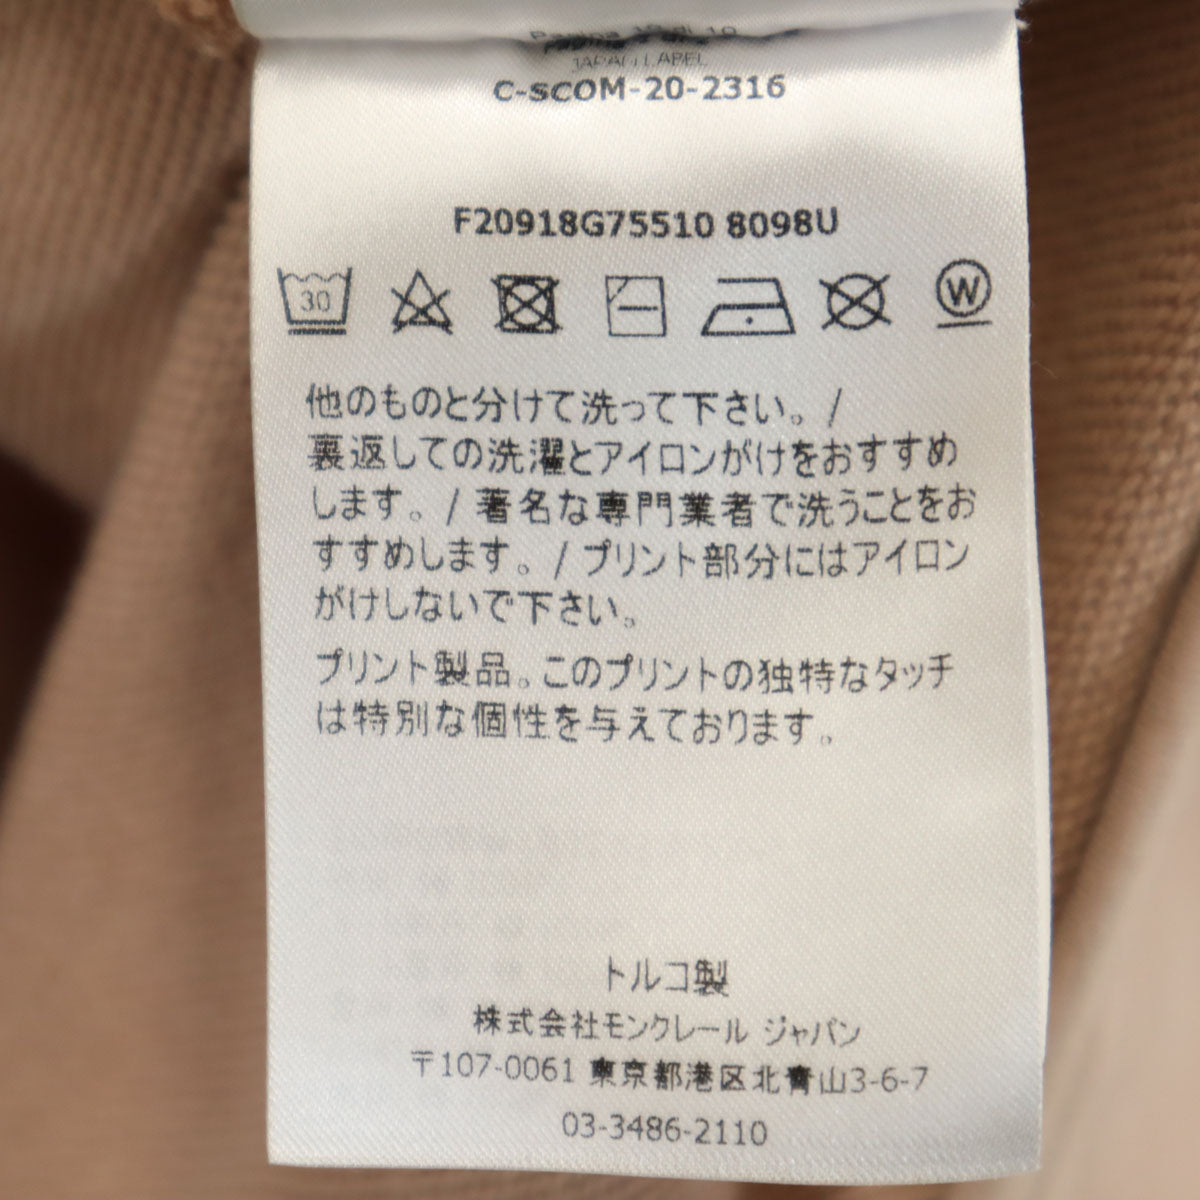 Pagina 10 di 10
JAPAN LABEL
C-SCOM-20-2316
F20918G75510 8098U
30
W
他のものと分けて洗って下さい。/
裏返しての洗濯とアイロンがけをおすすめ
します。/ 著名な専門業者で洗うことをお
すすめします。/ プリント部分にはアイロン
がけしないで下さい。
プリント製品。このプリントの独特なタッチ
は特別な個性を与えております。
トルコ製
株式会社モンクレール ジャパン
〒107-0061 東京都港区北青山3-6-7
03-3486-2110